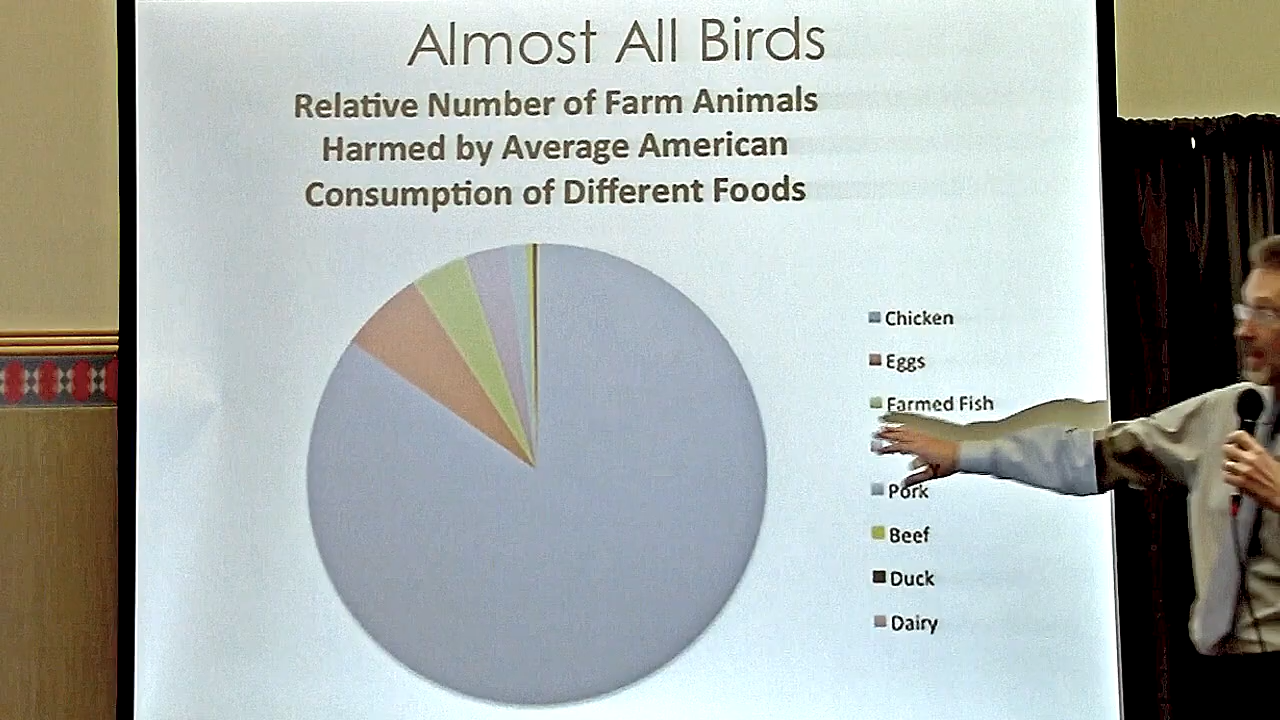 Almost All Birds
Relative Number of Farm Animals
Harmed by Average American
Consumption of Different Foods
Chicken
Eggs
Farmed Fish
Pork
Beef
Duck
Dairy